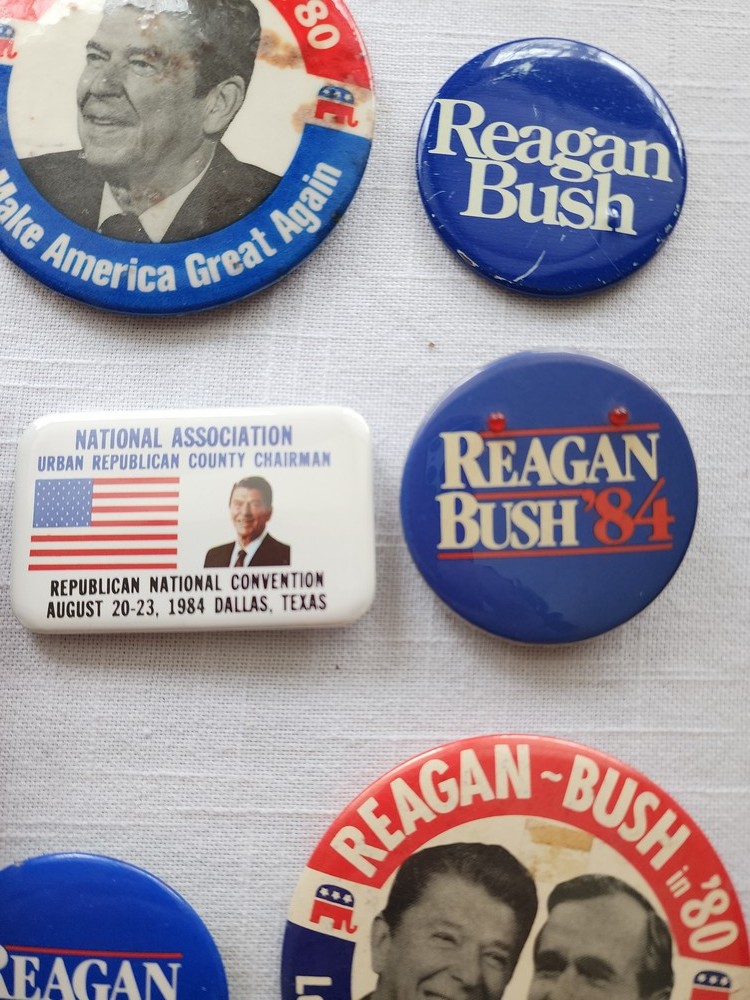 '80
Make America Great Again
Reagan
Bush
NATIONAL ASSOCIATION
URBAN REPUBLICAN COUNTY CHAIRMAN
REPUBLICAN NATIONAL CONVENTION
AUGUST 20-23, 1984 DALLAS, TEXAS
REAGAN
BUSH '84
REAGAN ~ BUSH in '80
REAGAN